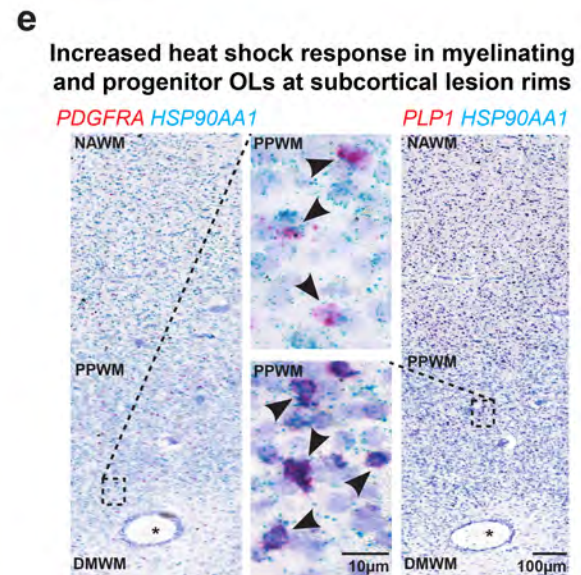 e
Increased heat shock response in myelinating
and progenitor OLs at subcortical lesion rims
PDGFRA HSP90AA1
PLP1 HSP90AA1
NAWM
PPWM
NAWM
PPWM
PPWM
PPWM
*
*
DMWM
10µm
DMWM
100µm